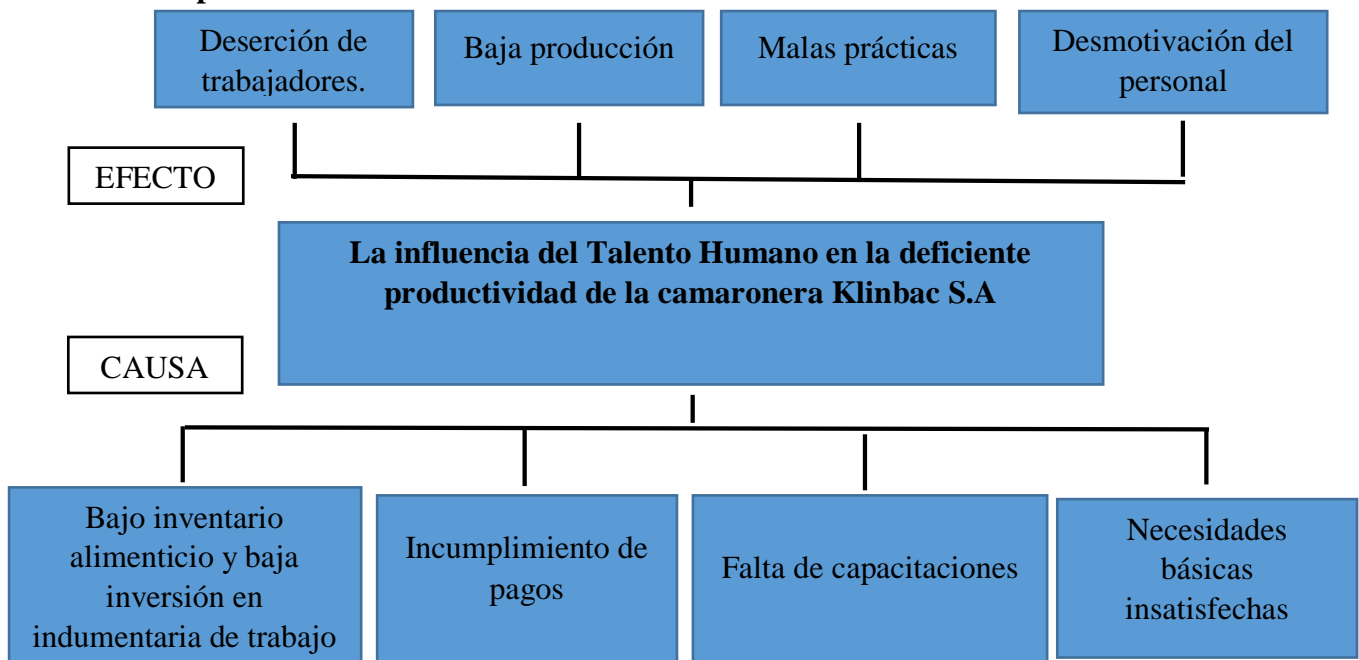 Deserción de
trabajadores.
Baja producción
Malas prácticas
Desmotivación del
personal
EFECTO
La influencia del Talento Humano en la deficiente
productividad de la camaronera Klinbac S.A
CAUSA
Bajo inventario
alimenticio y baja
inversión en
indumentaria de trabajo
Incumplimiento de
pagos
Falta de capacitaciones
Necesidades
básicas
insatisfechas